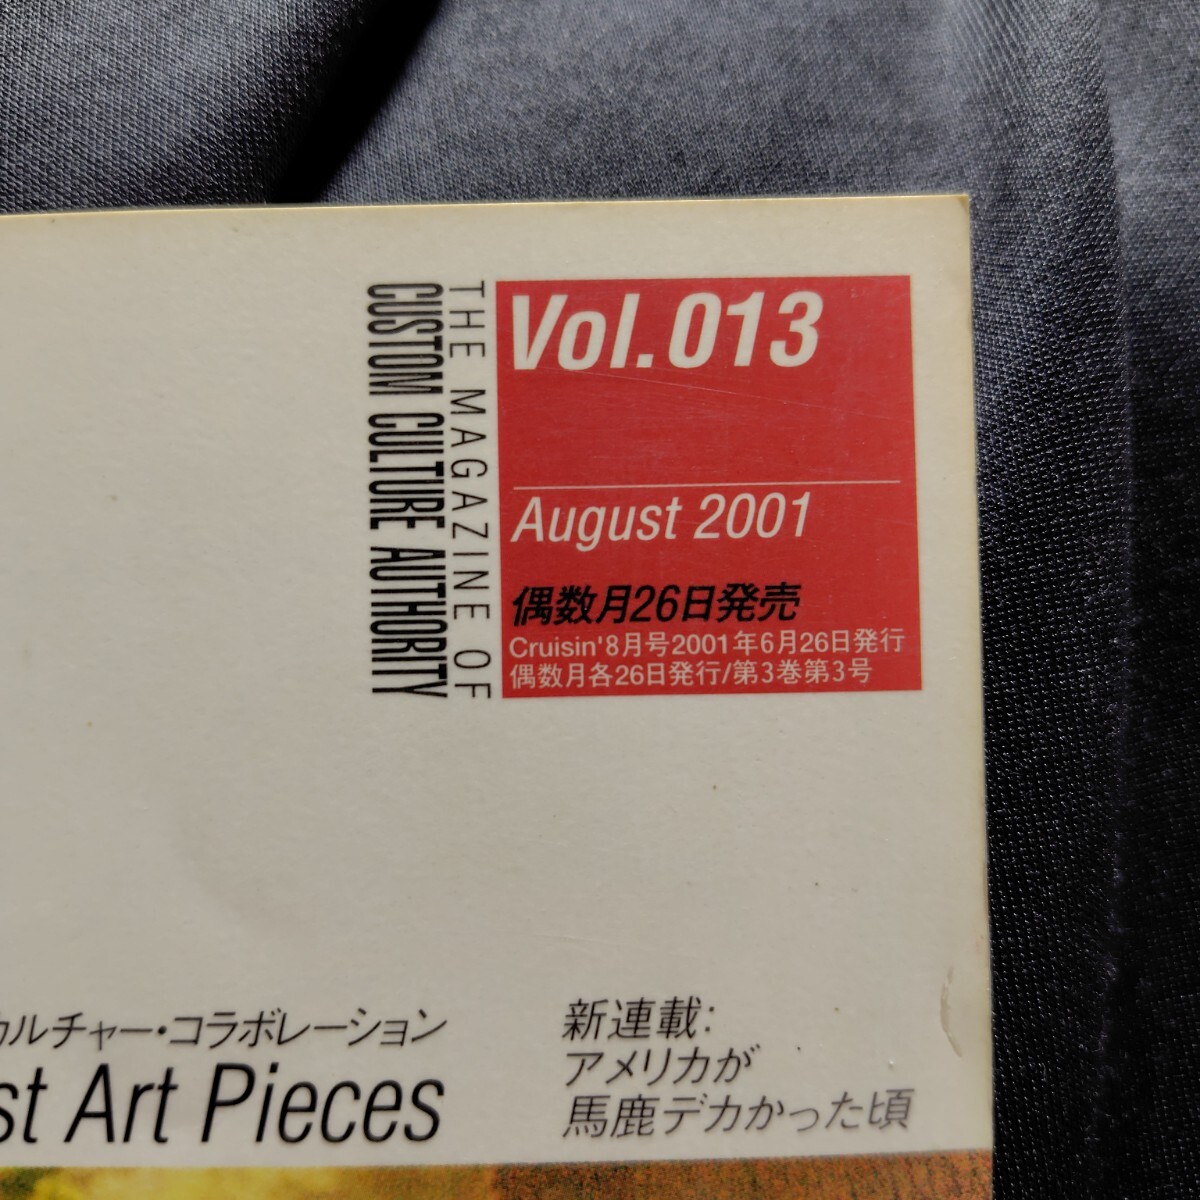 THE MAGAZINE OF
CUSTOM CULTURE AUTHORITY
Vol.013
August 2001
偶数月26日発売
Cruisin'8月号2001年6月26日発行
偶数月各26日発行/第3巻第3号
カルチャー・コラボレーション
st Art Pieces
新連載:
アメリカが
馬鹿デカかった頃